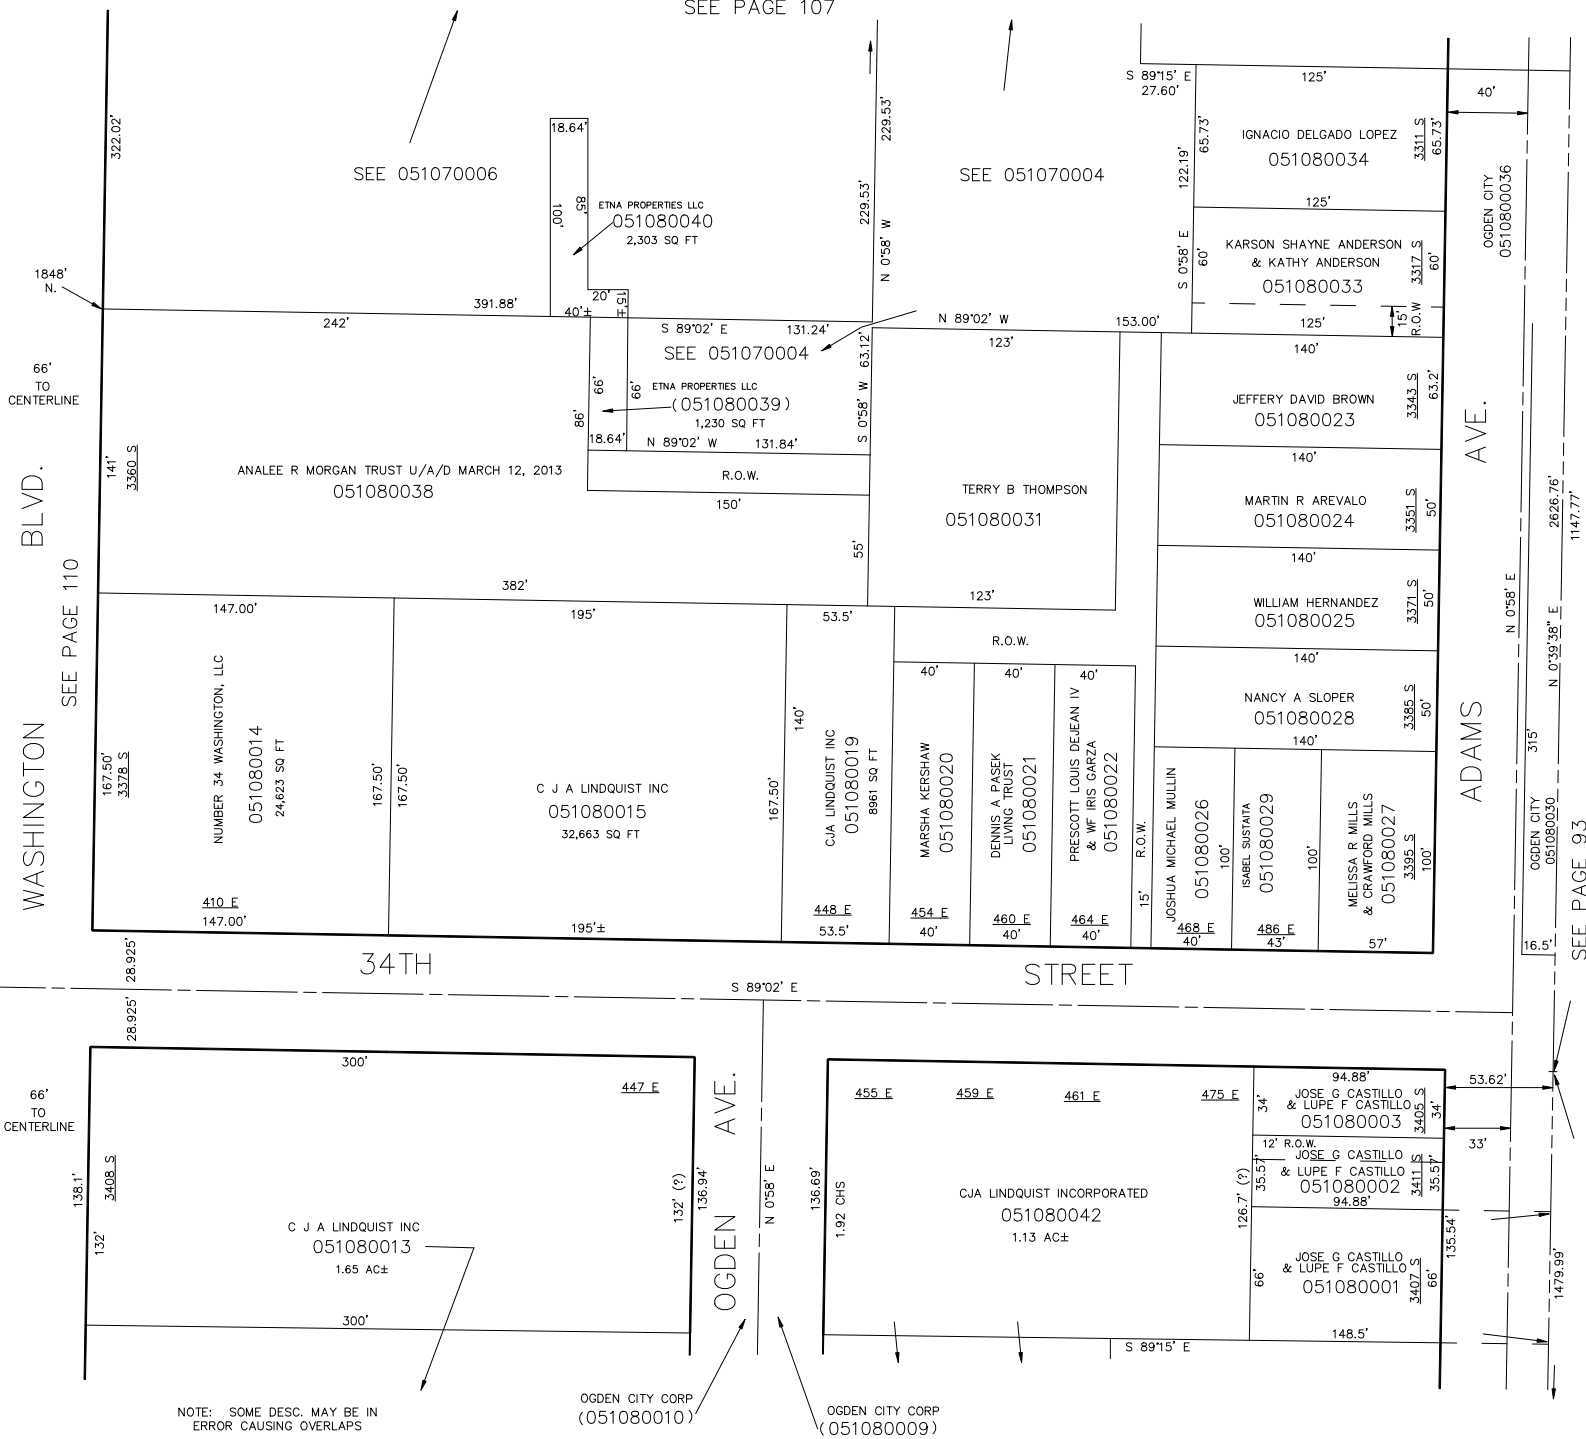 SEE PAGE 107
322.02'
SEE 051070006
18.64'
100'
85'
ETNA PROPERTIES LLC
051080040
2,303 SQ FT
20'
15'±
40'±
229.53'
229.53'
N 0°58' W
SEE 051070004
S 89°15' E
27.60'
125'
122.19'
65.73'
IGNACIO DELGADO LOPEZ
051080034
3311 S
65.73'
125'
S 0°58' E
60'
KARSON SHAYNE ANDERSON
& KATHY ANDERSON
051080033
3317 S
60'
125'
15'
R.O.W
40'
OGDEN CITY
051080036
1848'
N.
391.88'
242'
S 89°02' E
131.24'
SEE 051070004
N 89°02' W
153.00'
123'
66'
TO
CENTERLINE
63.12'
S 0°58' W
99'
99'
98'
ETNA PROPERTIES LLC
(051080039)
1,230 SQ FT
18.64'
N 89°02' W
131.84'
R.O.W.
150'
55'
141'
3360 S
ANALEE R MORGAN TRUST U/A/D MARCH 12, 2013
051080038
382'
TERRY B THOMPSON
051080031
123'
140'
JEFFERY DAVID BROWN
051080023
3343 S
63.2'
140'
MARTIN R AREVALO
051080024
3351 S
50'
140'
WILLIAM HERNANDEZ
051080025
3371 S
50'
140'
NANCY A SLOPER
051080028
3385 S
50'
140'
WASHINGTON BLVD.
SEE PAGE 110
ADAMS AVE.
N 0°58' E
2626.76'
1147.77'
N 0°39'38" E
315'
OGDEN CITY
051080030
16.5'
SEE PAGE 93
147.00'
167.50'
3378 S
NUMBER 34 WASHINGTON, LLC
051080014
24,623 SQ FT
167.50'
410 E
147.00'
195'
167.50'
C J A LINDQUIST INC
051080015
32,663 SQ FT
167.50'
195'±
53.5'
140'
CJA LINDQUIST INC
051080019
8961 SQ FT
448 E
53.5'
R.O.W.
40'
MARSHA KERSHAW
051080020
454 E
40'
40'
DENNIS A PASEK
LIVING TRUST
051080021
460 E
40'
40'
PRESCOTT LOUIS DEJEAN IV
& WF IRIS GARZA
051080022
464 E
40'
15'
R.O.W.
JOSHUA MICHAEL MULLIN
051080026
100'
468 E
40'
ISABEL SUSTAITA
051080029
100'
486 E
43'
MELISSA R MILLS
& CRAWFORD MILLS
051080027
3395 S
100'
57'
28.925'
28.925'
34TH STREET
S 89°02' E
300'
447 E
66'
TO
CENTERLINE
138.1'
3408 S
132'
C J A LINDQUIST INC
051080013
1.65 AC±
132' (?)
136.94'
300'
OGDEN AVE.
N 0°58' E
455 E
459 E
461 E
475 E
136.69'
1.92 CHS
CJA LINDQUIST INCORPORATED
051080042
1.13 AC±
126.7' (?)
94.88'
34'
JOSE G CASTILLO
& LUPE F CASTILLO
051080003
3405 S
34'
12' R.O.W.
35.57'
JOSE G CASTILLO
& LUPE F CASTILLO
051080002
3411 S
35.57'
94.88'
66'
JOSE G CASTILLO
& LUPE F CASTILLO
051080001
3407 S
66'
135.54'
148.5'
S 89°15' E
53.62'
33'
1479.99'
NOTE: SOME DESC. MAY BE IN
ERROR CAUSING OVERLAPS
OGDEN CITY CORP
(051080010)
OGDEN CITY CORP
(051080009)